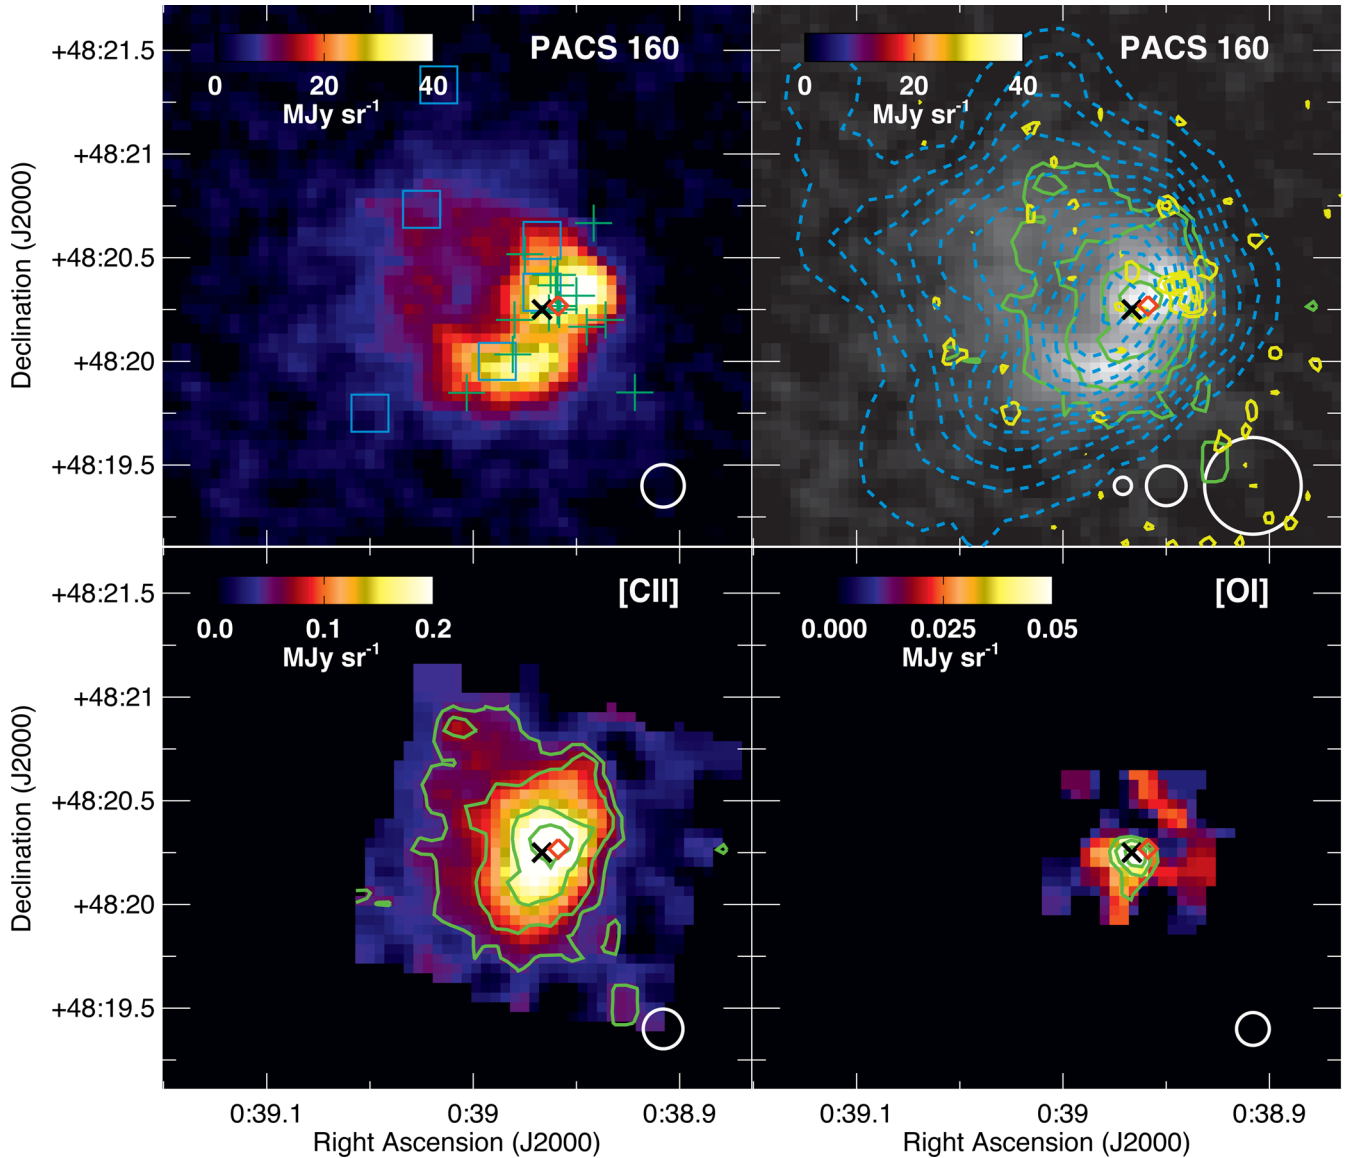 PACS 160
0 20 40
MJy sr-1
PACS 160
0 20 40
MJy sr-1
+48:21.5
+48:21
+48:20.5
+48:20
+48:19.5
Declination (J2000)
[CII]
0.0 0.1 0.2
MJy sr-1
[OI]
0.000 0.025 0.05
MJy sr-1
+48:21.5
+48:21
+48:20.5
+48:20
+48:19.5
Declination (J2000)
0:39.1 0:39 0:38.9
Right Ascension (J2000)
0:39.1 0:39 0:38.9
Right Ascension (J2000)